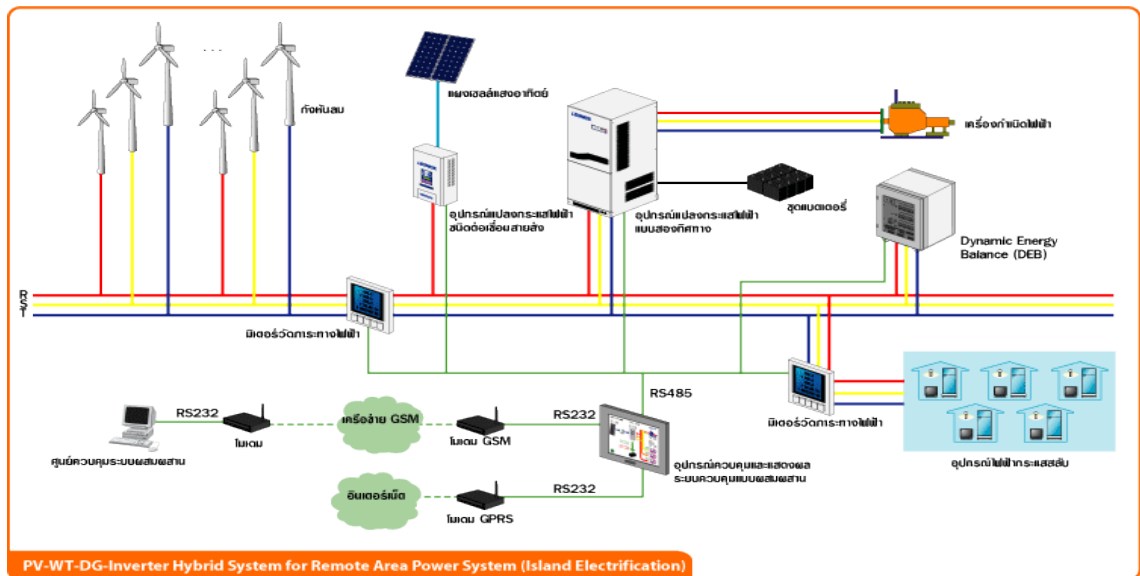 ...
กังหันลม
แผงเซลล์แสงอาทิตย์
เครื่องกำเนิดไฟฟ้า
ชุดแบตเตอรี่
อุปกรณ์แปลงกระแสไฟฟ้า
ชนิดต่อเชื่อมสายส่ง
อุปกรณ์แปลงกระแสไฟฟ้า
แบบสองทิศทาง
Dynamic Energy
Balance (DEB)
R
S
T
มิเตอร์วัดภาระทางไฟฟ้า
RS485
RS232
เครือข่าย GSM
RS232
โมเดม
โมเดม GSM
มิเตอร์วัดภาระทางไฟฟ้า
ศูนย์ควบคุมระบบผสมผสาน
อุปกรณ์ควบคุมและแสดงผล
ระบบควบคุมแบบผสมผสาน
อุปกรณ์ไฟฟ้ากระแสสลับ
อินเตอร์เน็ต
RS232
โมเดม GPRS
PV-WT-DG-Inverter Hybrid System for Remote Area Power System (Island Electrification)